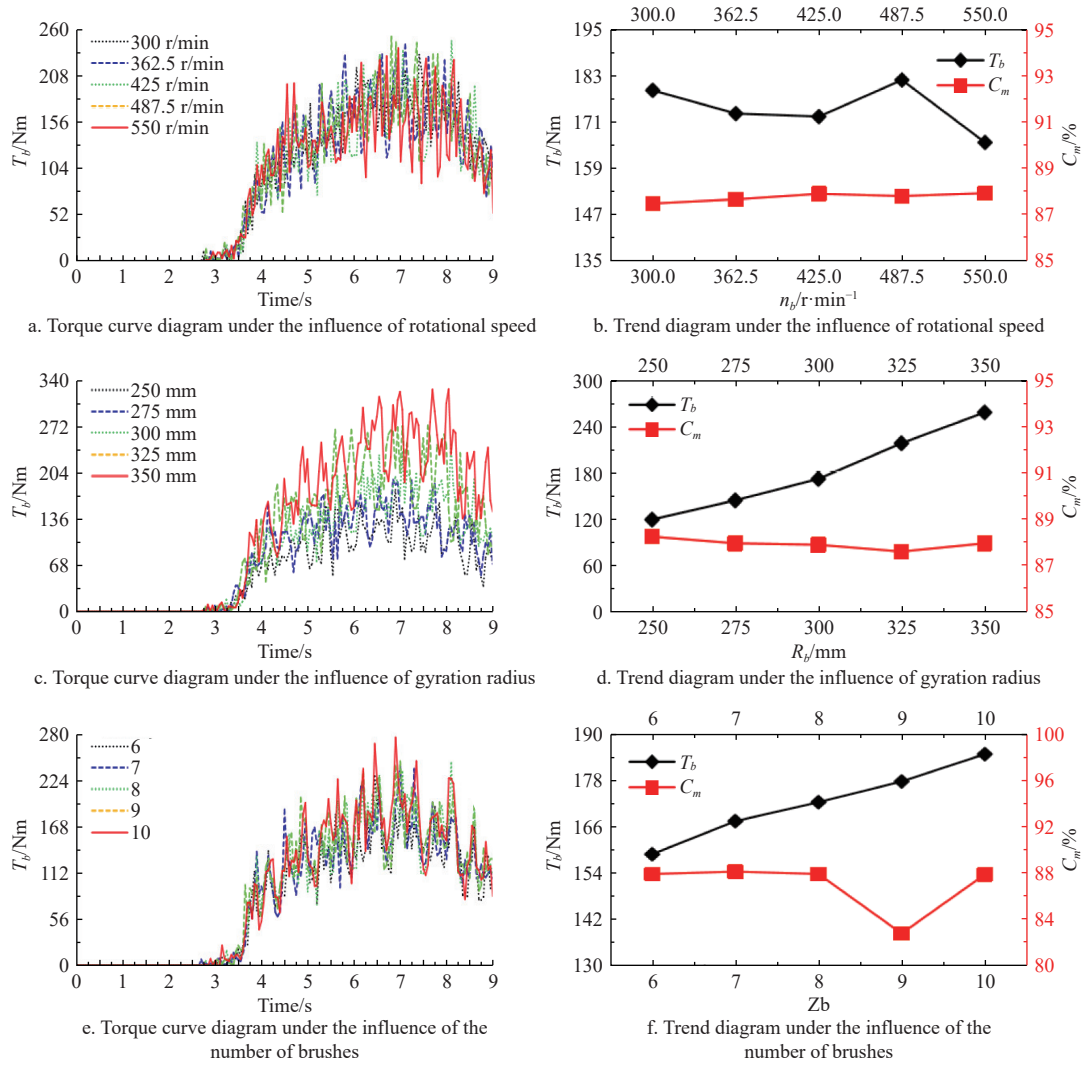 260
208
156
104
52
0
T_b/Nm
300 r/min
362.5 r/min
425 r/min
487.5 r/min
550 r/min
0 1 2 3 4 5 6 7 8 9
Time/s
a. Torque curve diagram under the influence of rotational speed
300.0 362.5 425.0 487.5 550.0
195
183
171
159
147
135
T_b/Nm
T_b
C_m
95
93
91
89
87
85
C_m/%
300.0 362.5 425.0 487.5 550.0
n_b/r·min⁻¹
b. Trend diagram under the influence of rotational speed
340
272
204
136
68
0
T_b/Nm
250 mm
275 mm
300 mm
325 mm
350 mm
0 1 2 3 4 5 6 7 8 9
Time/s
c. Torque curve diagram under the influence of gyration radius
250 275 300 325 350
300
240
180
120
60
0
T_b/Nm
T_b
C_m
95
93
91
89
87
85
C_m/%
250 275 300 325 350
R_b/mm
d. Trend diagram under the influence of gyration radius
280
224
168
112
56
0
T_b/Nm
6
7
8
9
10
0 1 2 3 4 5 6 7 8 9
Time/s
e. Torque curve diagram under the influence of the
number of brushes
6 7 8 9 10
190
178
166
154
142
130
T_b/Nm
T_b
C_m
100
96
92
88
84
80
C_m/%
6 7 8 9 10
Zb
f. Trend diagram under the influence of the
number of brushes